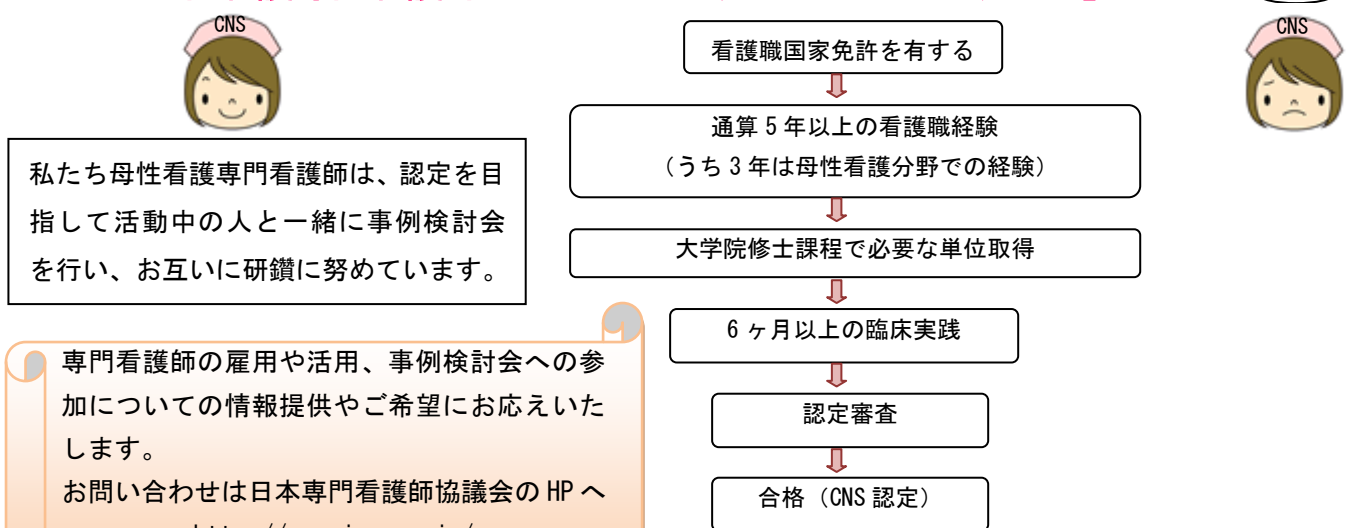 CNS
私たち母性看護専門看護師は、認定を目
指して活動中の人と一緒に事例検討会
を行い、お互いに研鑽に努めています。
専門看護師の雇用や活用、事例検討会への参
加についての情報提供やご希望にお応えいた
します。
お問い合わせは日本専門看護師協議会の HP へ
看護職国家免許を有する
通算 5 年以上の看護職経験
(うち 3 年は母性看護分野での経験)
大学院修士課程で必要な単位取得
6 ヶ月以上の臨床実践
認定審査
合格（CNS 認定）
CNS